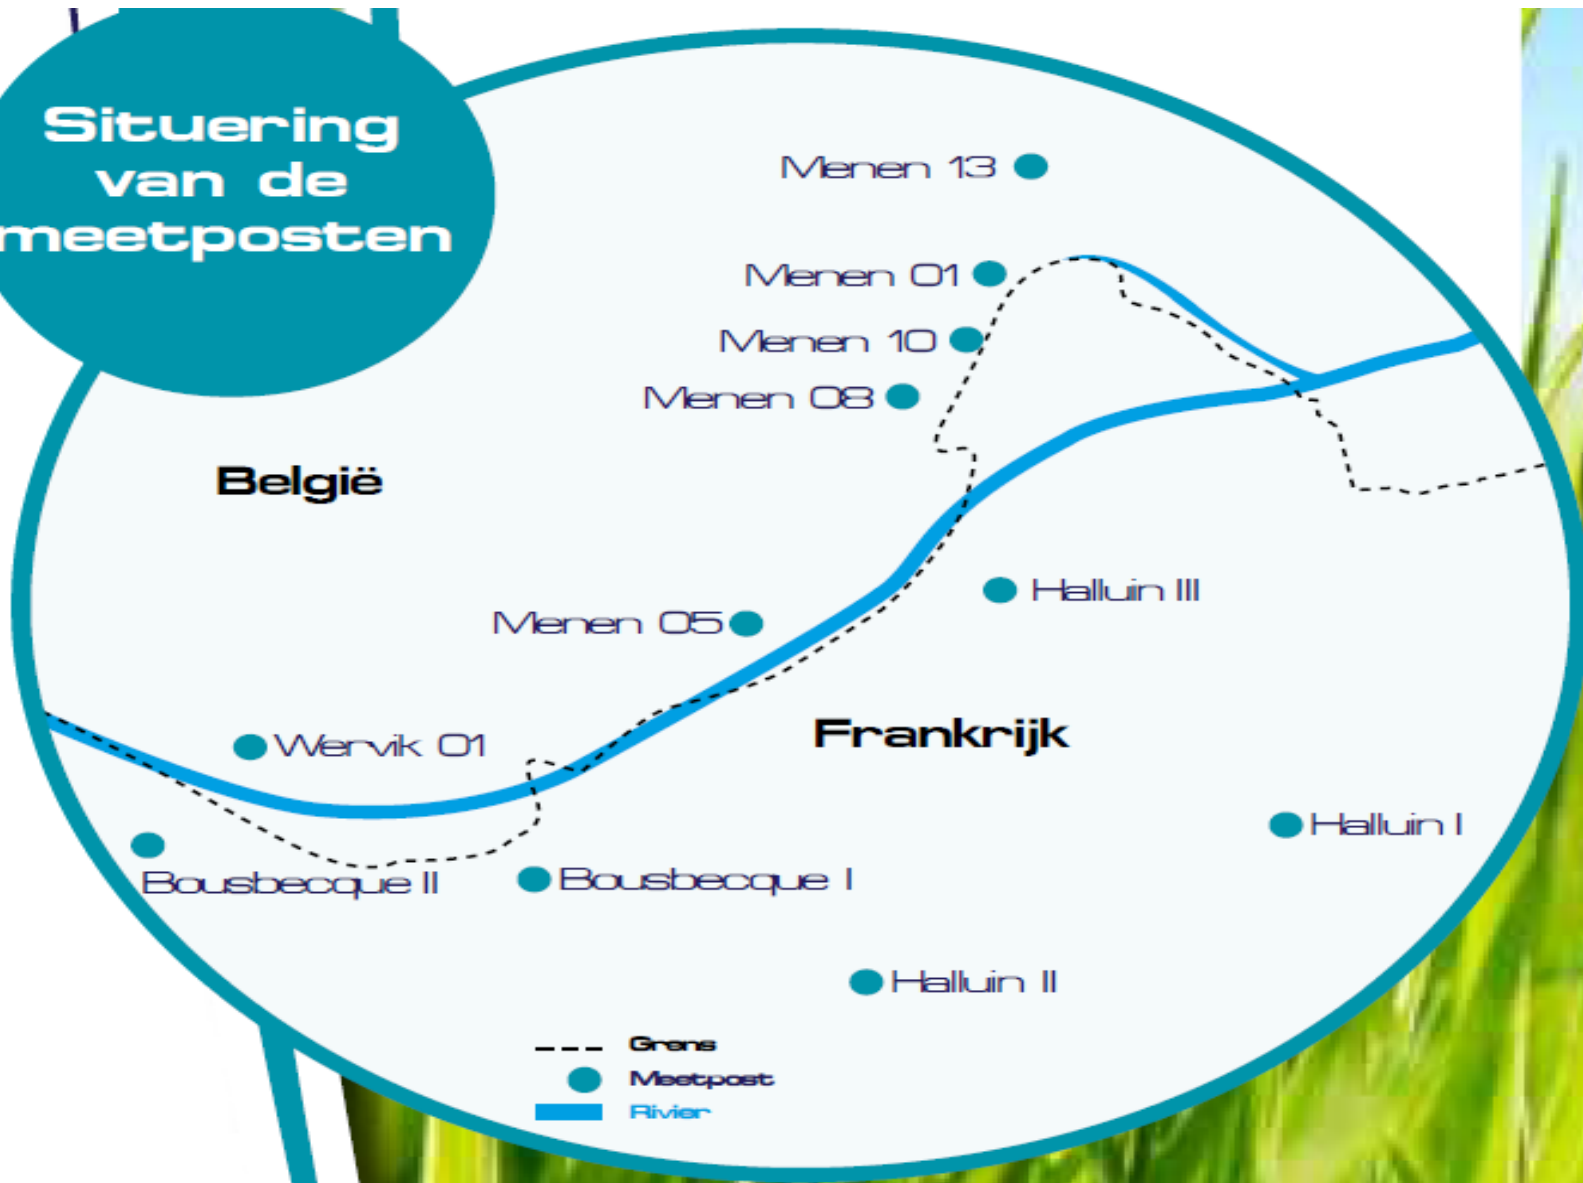 Situering
van de
meetposten
Menen 13
Menen 01
Menen 10
Menen 08
België
Halluin III
Menen 05
Frankrijk
Wervik 01
Halluin I
Bousbecque II
Bousbecque I
Halluin II
Grens
Meetpost
Rivier